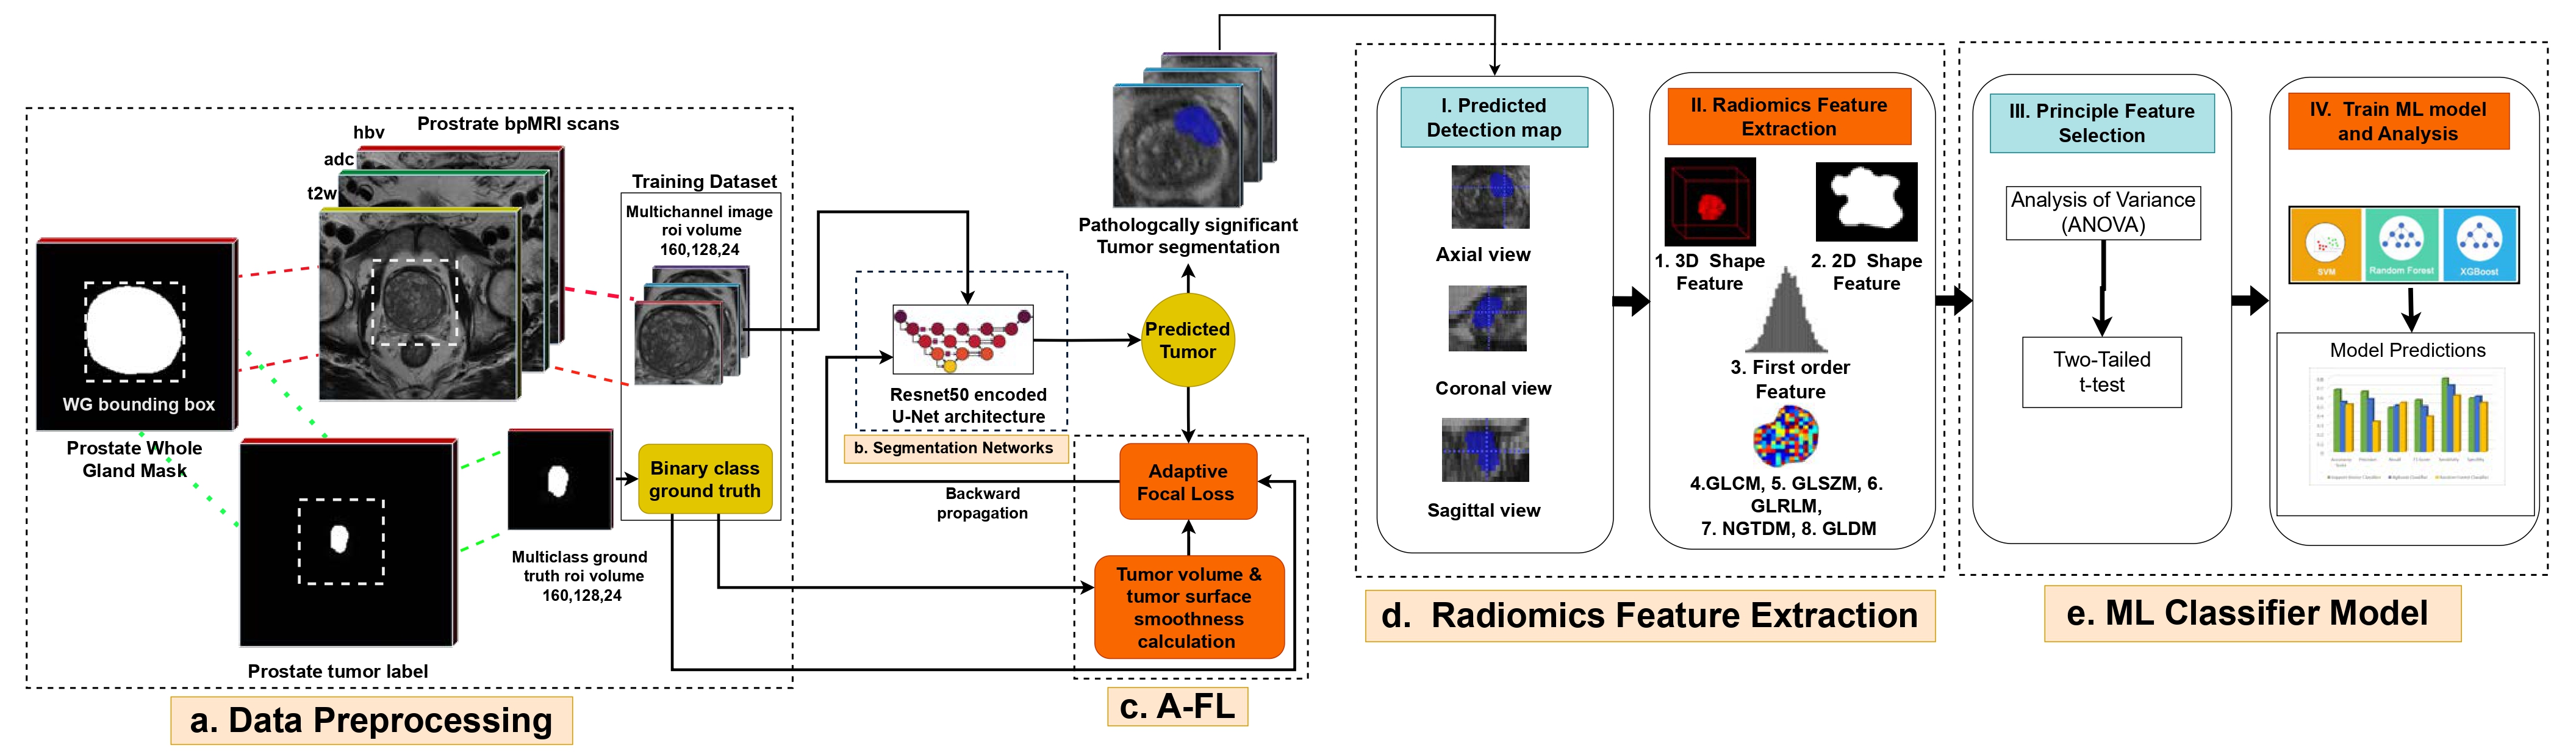 Prostrate bpMRI scans
hbv
adc
t2w
WG bounding box
Prostate Whole
Gland Mask
Prostate tumor label
Training Dataset
Multichannel image
roi volume
160,128,24
Binary class
ground truth
Multiclass ground
truth roi volume
160,128,24
a. Data Preprocessing
Resnet50 encoded
U-Net architecture
b. Segmentation Networks
Backward
propagation
Pathologcally significant
Tumor segmentation
Predicted
Tumor
Adaptive
Focal Loss
Tumor volume &
tumor surface
smoothness
calculation
c. A-FL
I. Predicted
Detection map
Axial view
Coronal view
Sagittal view
II. Radiomics Feature
Extraction
1. 3D Shape
Feature
2. 2D Shape
Feature
3. First order
Feature
4.GLCM, 5. GLSZM, 6.
GLRLM,
7. NGTDM, 8. GLDM
d. Radiomics Feature Extraction
III. Principle Feature
Selection
Analysis of Variance
(ANOVA)
Two-Tailed
t-test
IV. Train ML model
and Analysis
SVM
Random Forest
XGBoost
Model Predictions
e. ML Classifier Model